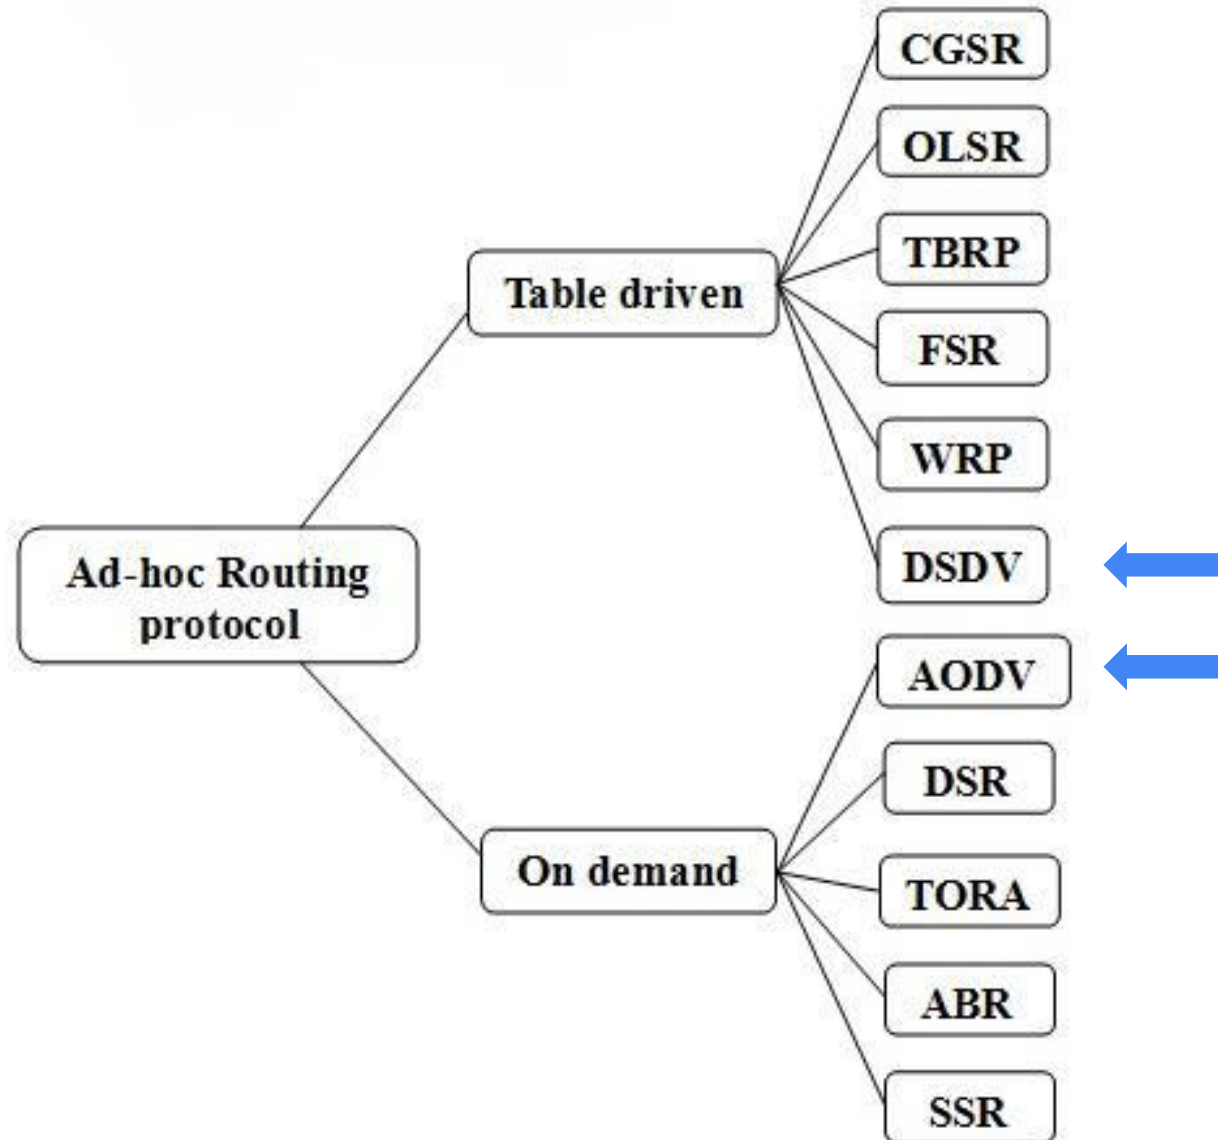 CGSR
OLSR
TBRP
Table driven
FSR
WRP
DSDV
Ad-hoc Routing
protocol
AODV
DSR
On demand
TORA
ABR
SSR